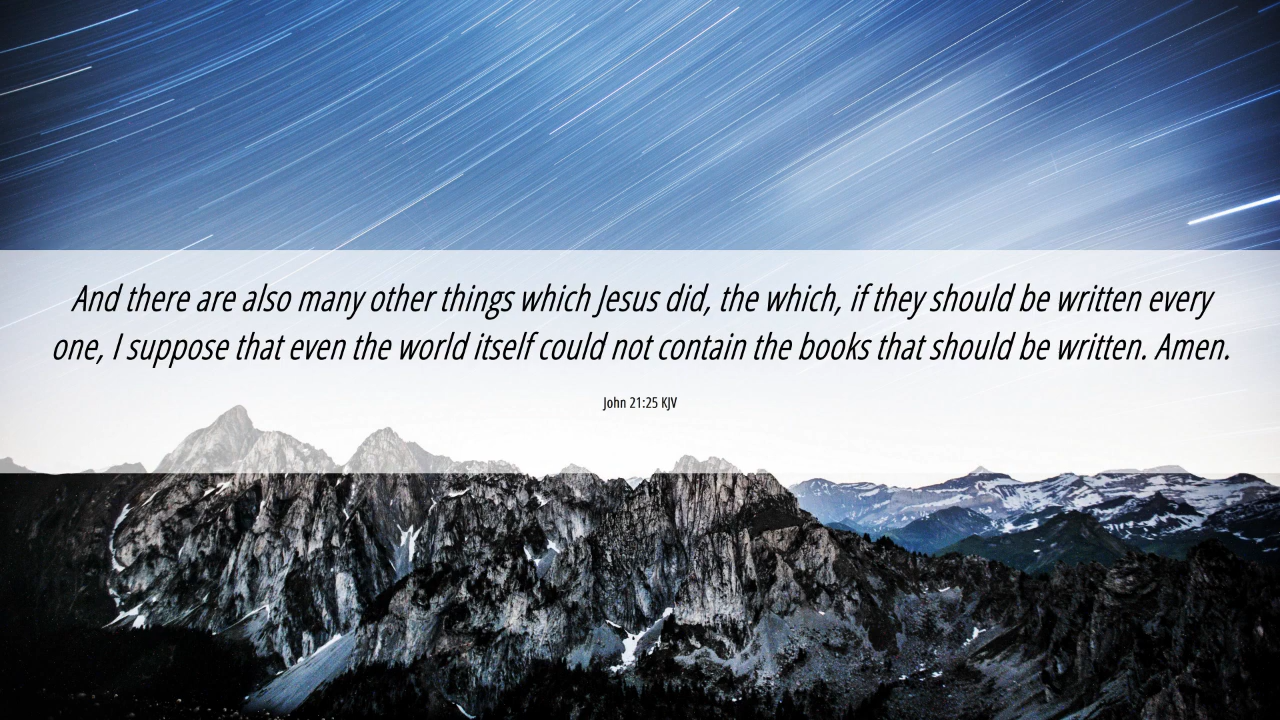 And there are also many other things which Jesus did, the which, if they should be written every
one, I suppose that even the world itself could not contain the books that should be written. Amen.
John 21:25 KJV